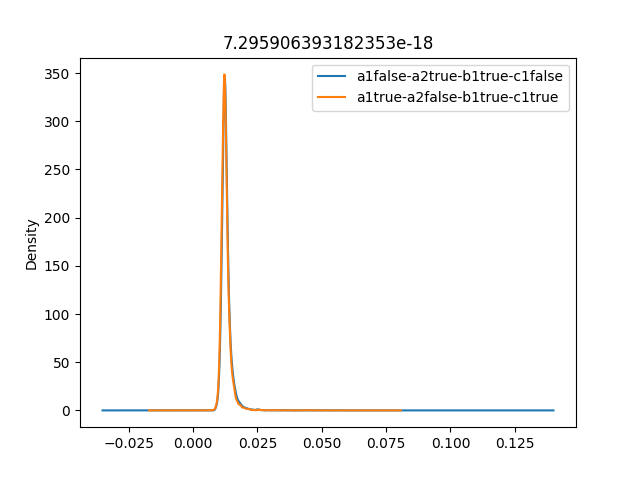 7.295906393182353e-18
a1false-a2true-b1true-c1false
a1true-a2false-b1true-c1true
Density
350
300
250
200
150
100
50
0
−0.025 0.000 0.025 0.050 0.075 0.100 0.125